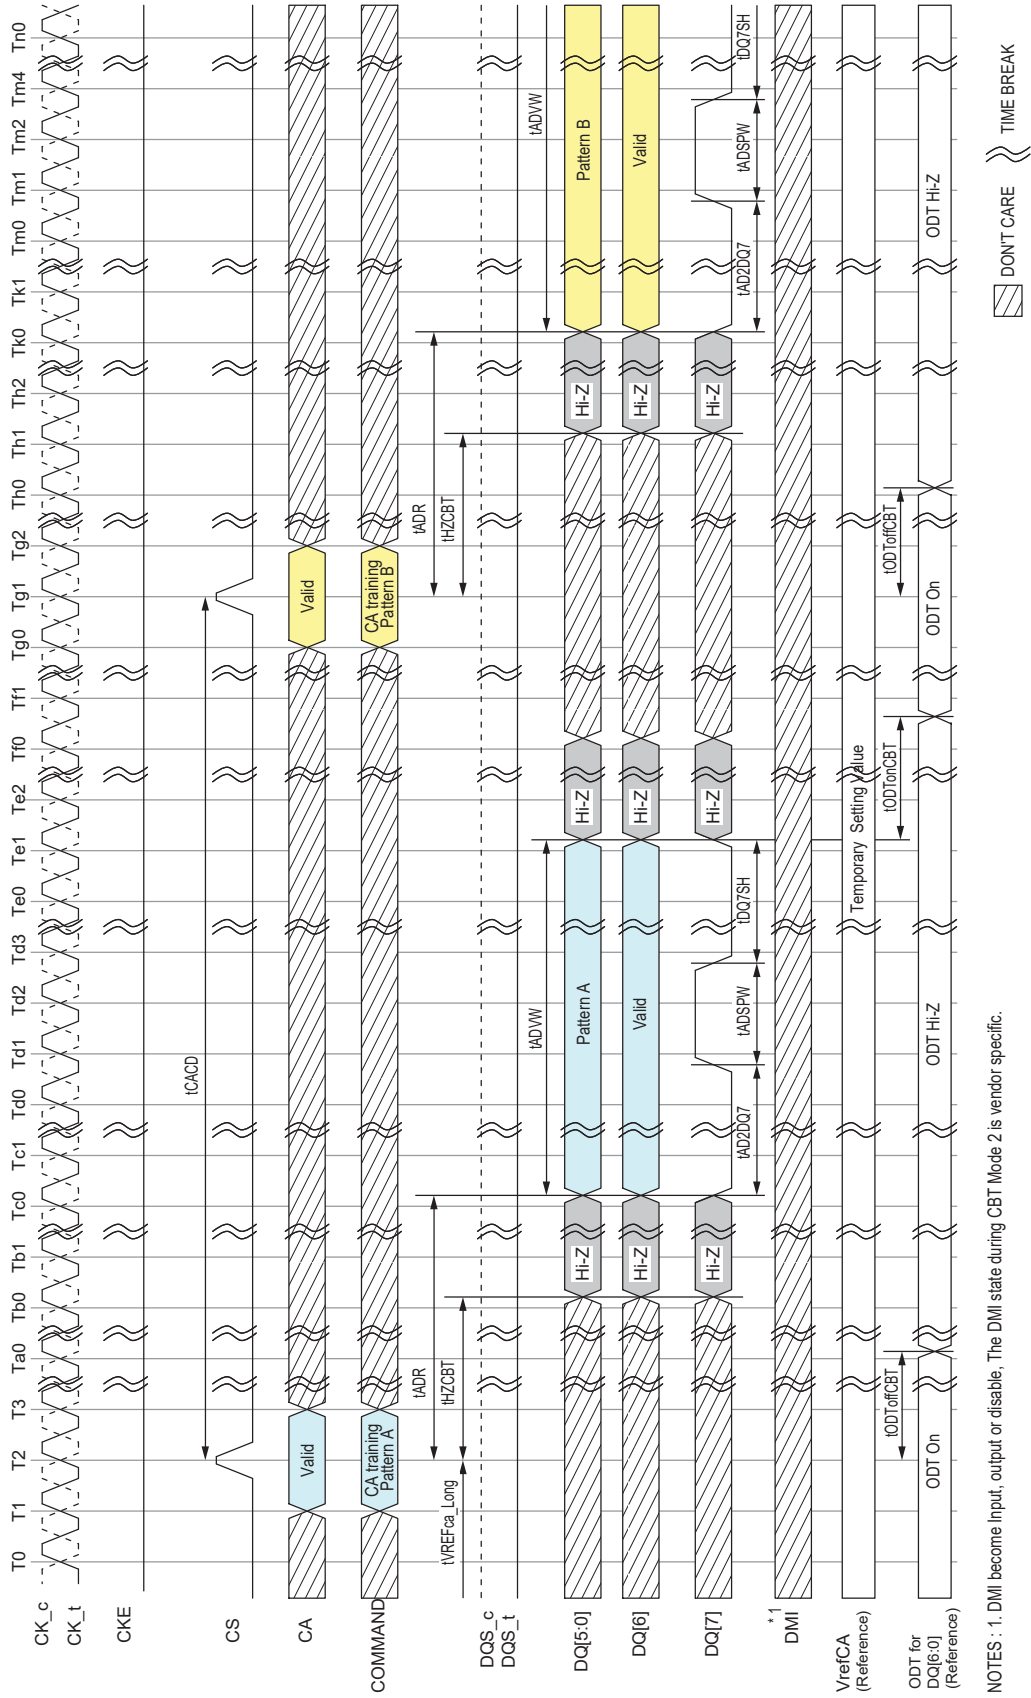 T0 T1 T2 T3 Ta0 Tb0 Tb1 Tc0 Tc1 Td0 Td1 Td2 Td3 Te0 Te1 Te2 Tf0 Tf1 Tg0 Tg1 Tg2 Th0 Th1 Th2 Tk0 Tk1 Tm0 Tm1 Tm2 Tm4 Tn0
CK_c
CK_t
CKE
tCACD
CS
CA Valid Valid
COMMAND CA training Pattern A CA training Pattern B
tADR tADR
tVREFca_Long tHZCBT tHZCBT
DQS_c
DQS_t
tADVW tADVW
DQ[5:0] Hi-Z Pattern A Hi-Z Hi-Z Pattern B
DQ[6] Hi-Z Valid Hi-Z Hi-Z Valid
DQ[7] Hi-Z Hi-Z Hi-Z
tAD2DQ7 tADSPW tDQ7SH tAD2DQ7 tADSPW tDQ7SH
*1
DMI
VrefCA
(Reference)
Temporary Setting Value
tODToffCBT tODTonCBT tODToffCBT
ODT for
DQ[6:0]
(Reference)
ODT On ODT Hi-Z ODT On ODT Hi-Z
DON'T CARE TIME BREAK
NOTES : 1. DMI become Input, output or disable, The DMI state during CBT Mode 2 is vendor specific.